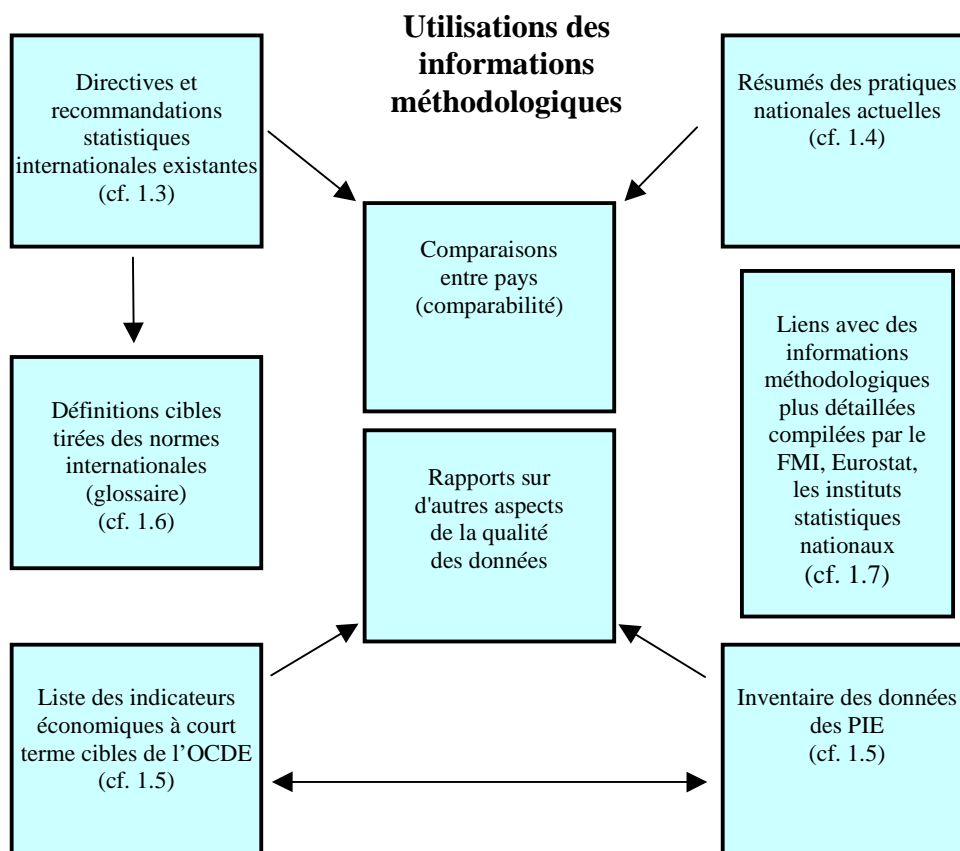 Utilisations des
informations
méthodologiques
Directives et
recommandations
statistiques
internationales existantes
(cf. 1.3)
Résumés des pratiques
nationales actuelles
(cf. 1.4)
Comparaisons
entre pays
(comparabilité)
Définitions cibles
tirées des normes
internationales
(glossaire)
(cf. 1.6)
Liens avec des
informations
méthodologiques
plus détaillées
compilées par le
FMI, Eurostat,
les instituts
statistiques
nationaux
(cf. 1.7)
Rapports sur
d'autres aspects
de la qualité
des données
Liste des indicateurs
économiques à court
terme cibles de l’OCDE
(cf. 1.5)
Inventaire des données
des PIE
(cf. 1.5)